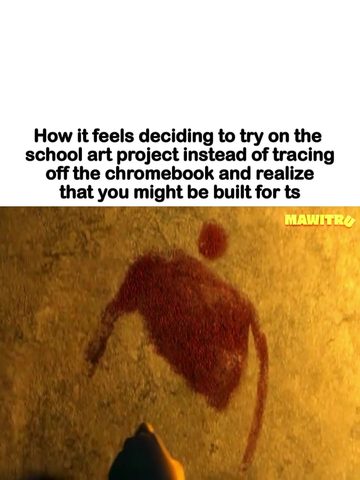 How it feels deciding to try on the
school art project instead of tracing
off the chromebook and realize
that you might be built for ts
MAWITRU